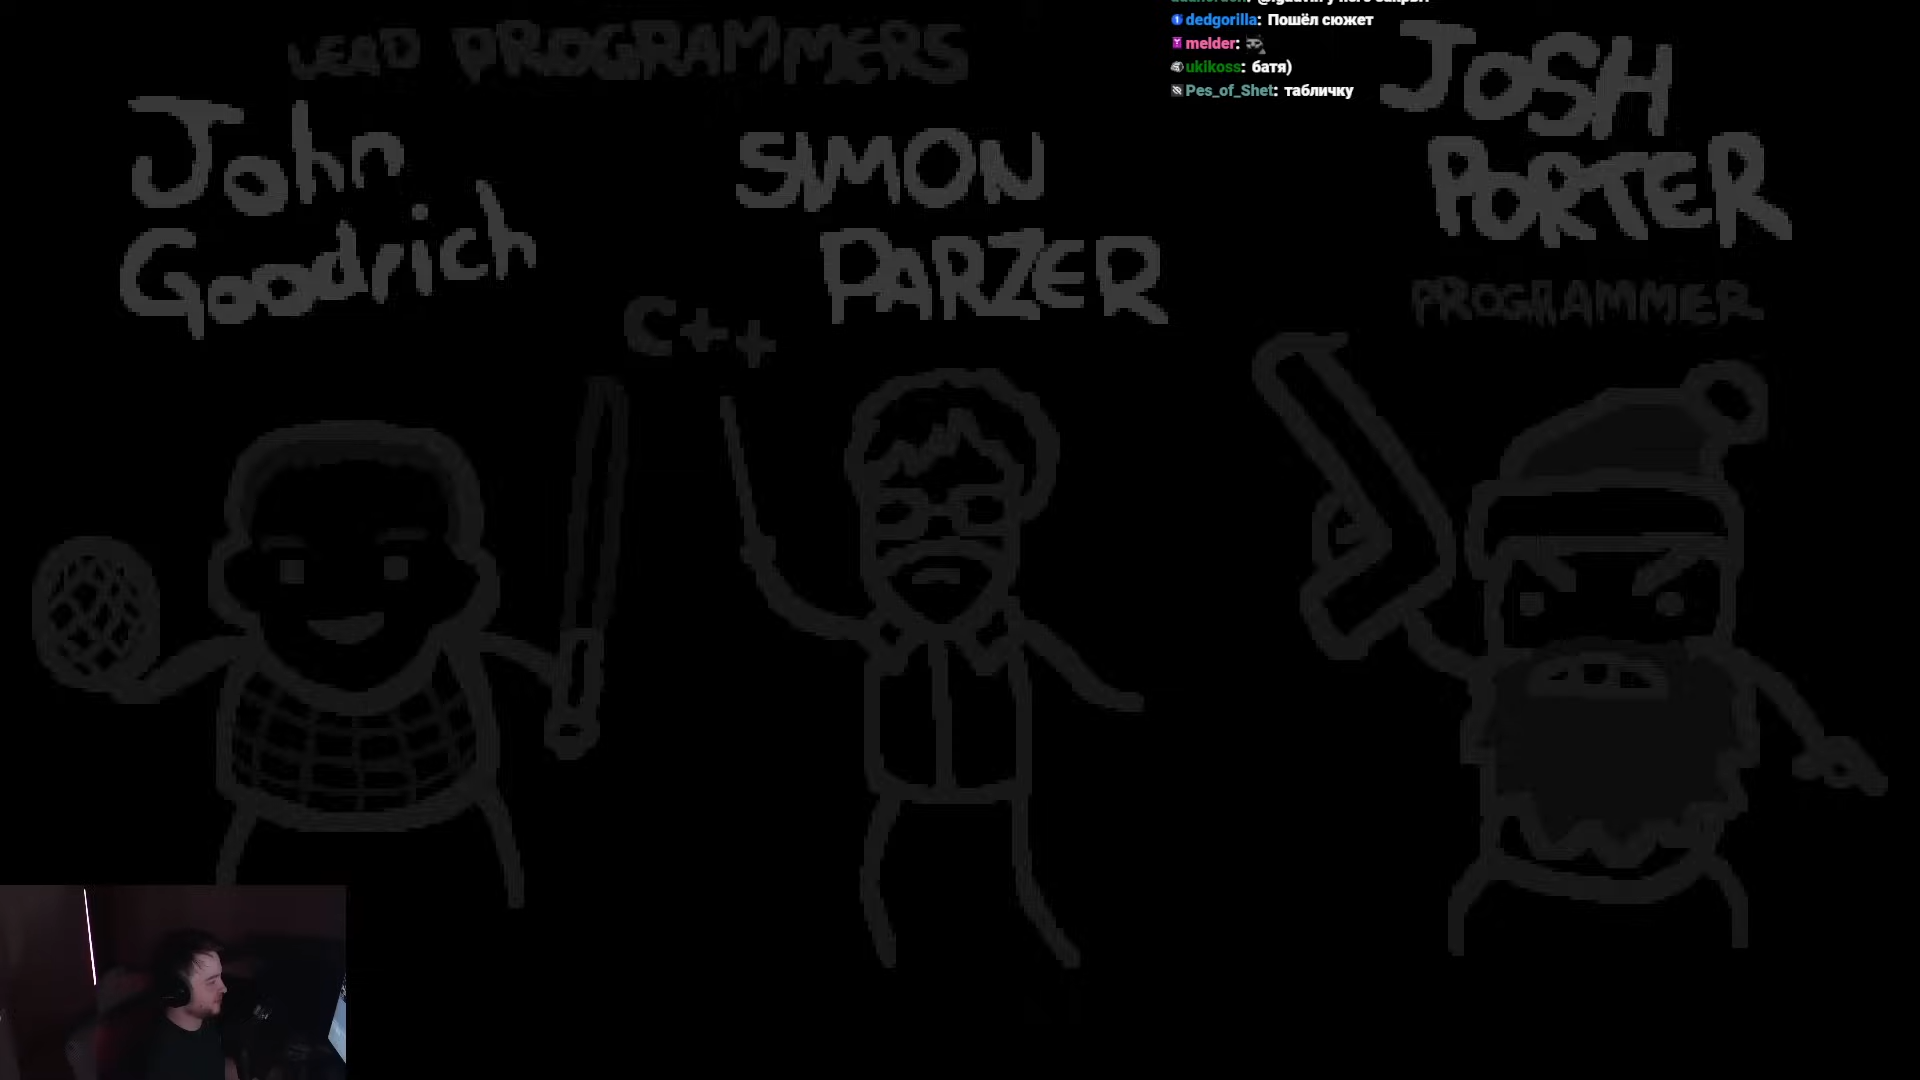 dedgorilla: Пошёл сюжет
melder:
ukikoss: батя)
Pes_of_Shet: табличку
LEAD PROGRAMMERS
John
Goodrich
SIMON
PARZER
C++
JOSH
PORTER
PROGRAMMER